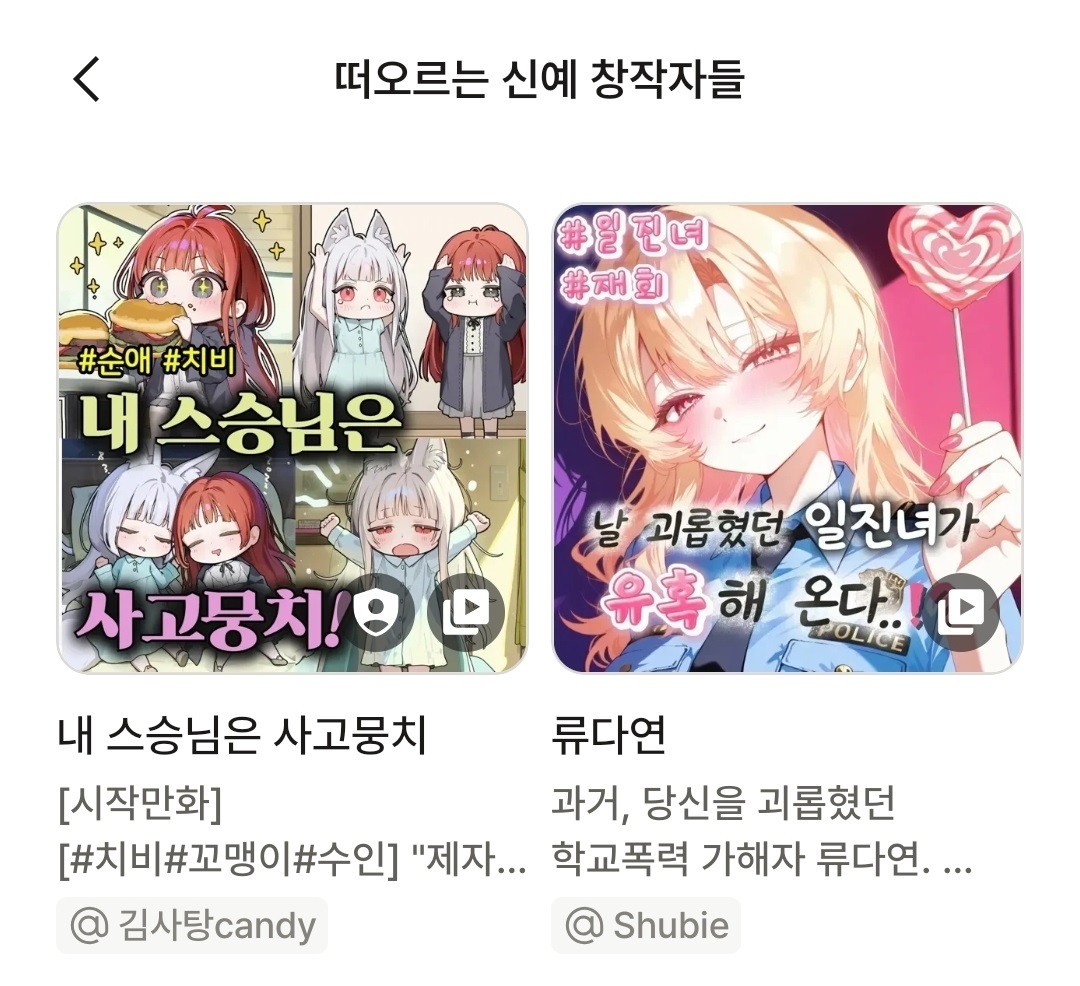 떠오르는 신예 창작자들
#순애 #치비
내 스승님은
사고뭉치!
#일진녀
#재회
날 괴롭혔던 일진녀가
유혹해 온다..!
POLICE
내 스승님은 사고뭉치
[시작만화]
[#치비#꼬맹이#수인] "제자...
@ 김사탕candy
류다연
과거, 당신을 괴롭혔던
학교폭력 가해자 류다연. ...
@ Shubie